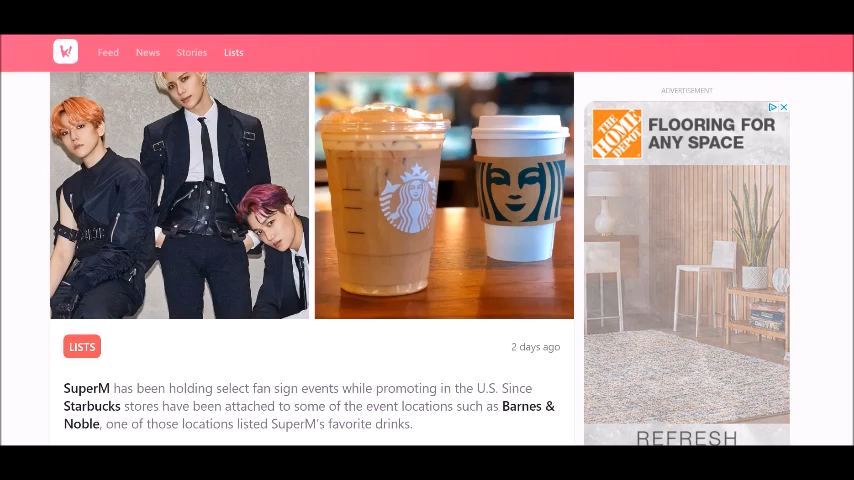 Feed News Stories Lists
ADVERTISEMENT
THE HOME DEPOT
FLOORING FOR
ANY SPACE
LISTS
2 days ago
SuperM has been holding select fan sign events while promoting in the U.S. Since
Starbucks stores have been attached to some of the event locations such as Barnes &
Noble, one of those locations listed SuperM's favorite drinks.
REFRESH